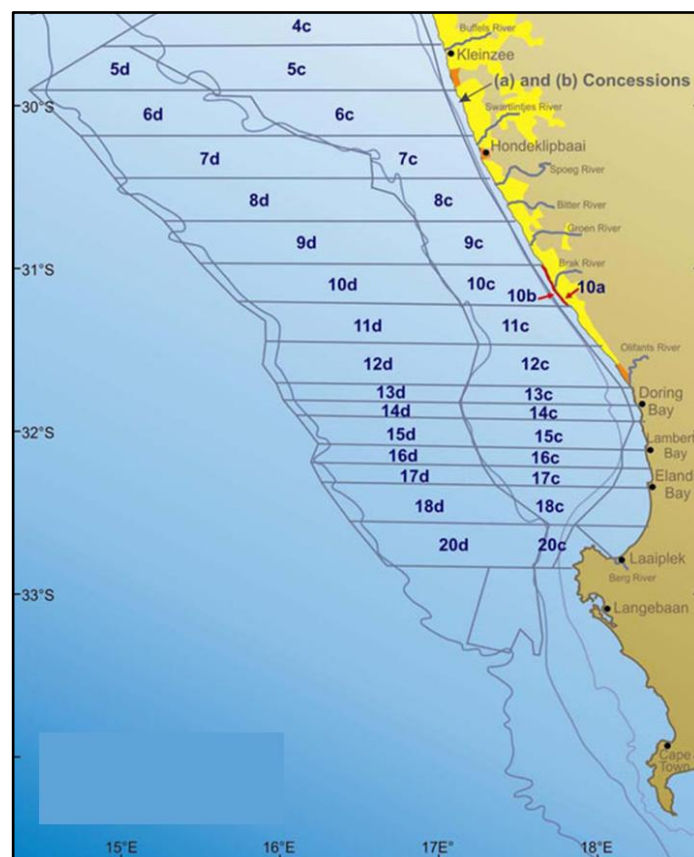 4c
Buffels River
Kleinzee
5d
5c
(a) and (b) Concessions
30°S
6d
6c
Swartlintjes River
Hondeklipbaai
7d
7c
Spoeg River
8d
8c
Bitter River
Groen River
9d
9c
31°S
Brak River
10d
10c
10b
10a
11d
11c
Olifants River
12d
12c
13d
13c
Doring
Bay
14d
14c
32°S
15d
15c
Lambert
Bay
16d
16c
17d
17c
Eland
Bay
18d
18c
20d
20c
Laaiplek
Berg River
33°S
Langebaan
Cape
Town
15°E
16°E
17°E
18°E